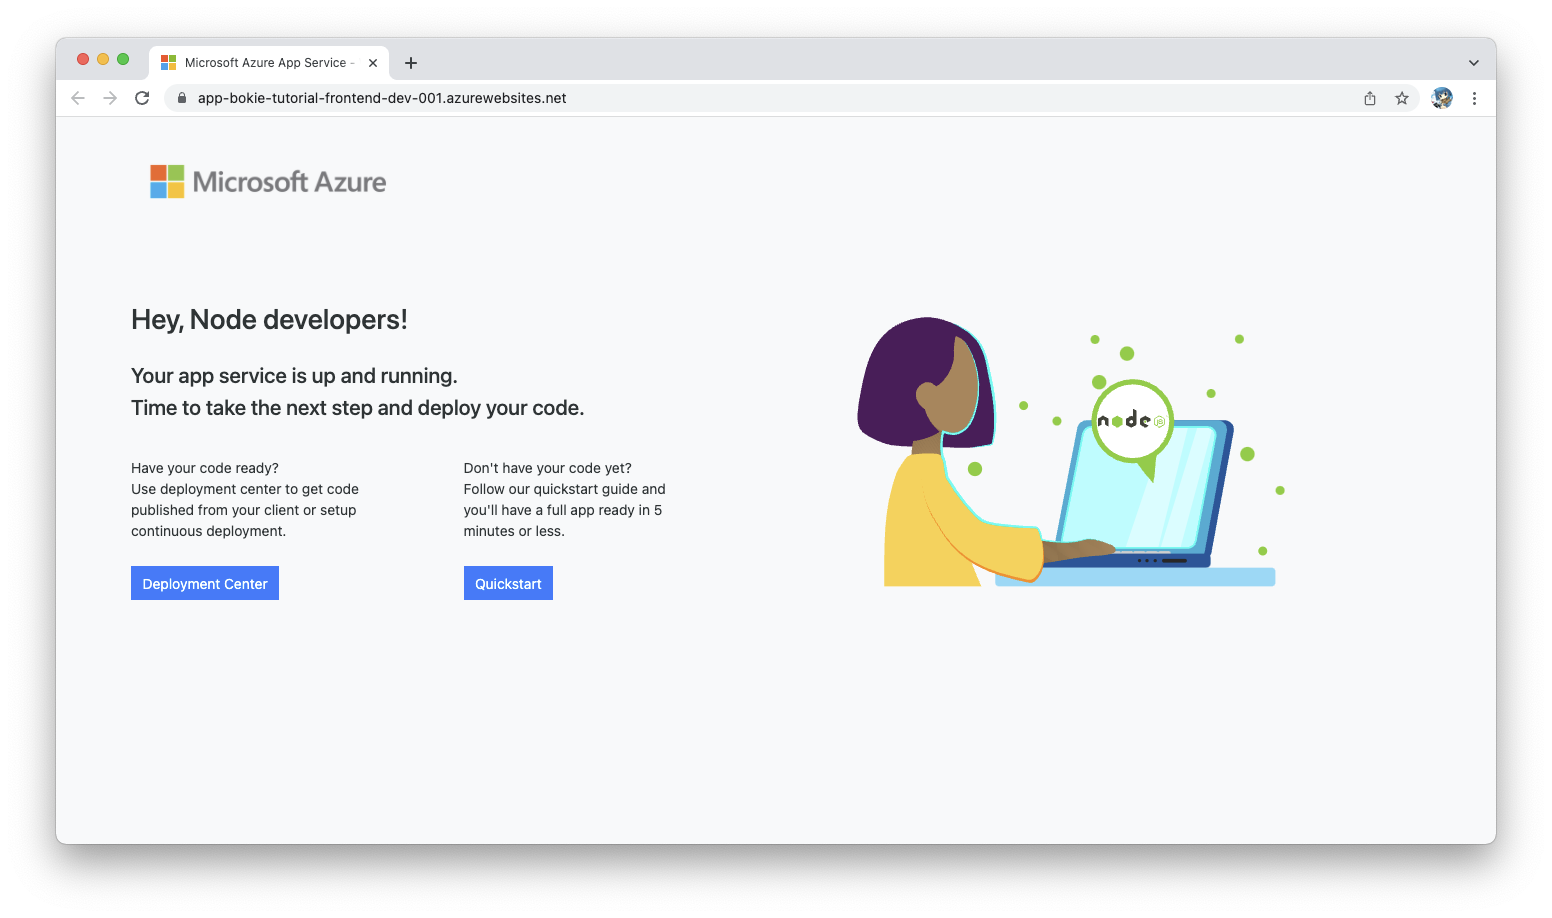 Microsoft Azure App Service -
app-bokie-tutorial-frontend-dev-001.azurewebsites.net
Microsoft Azure
Hey, Node developers!
Your app service is up and running.
Time to take the next step and deploy your code.
Have your code ready?
Use deployment center to get code
published from your client or setup
continuous deployment.
Deployment Center
Don't have your code yet?
Follow our quickstart guide and
you'll have a full app ready in 5
minutes or less.
Quickstart
node
JS